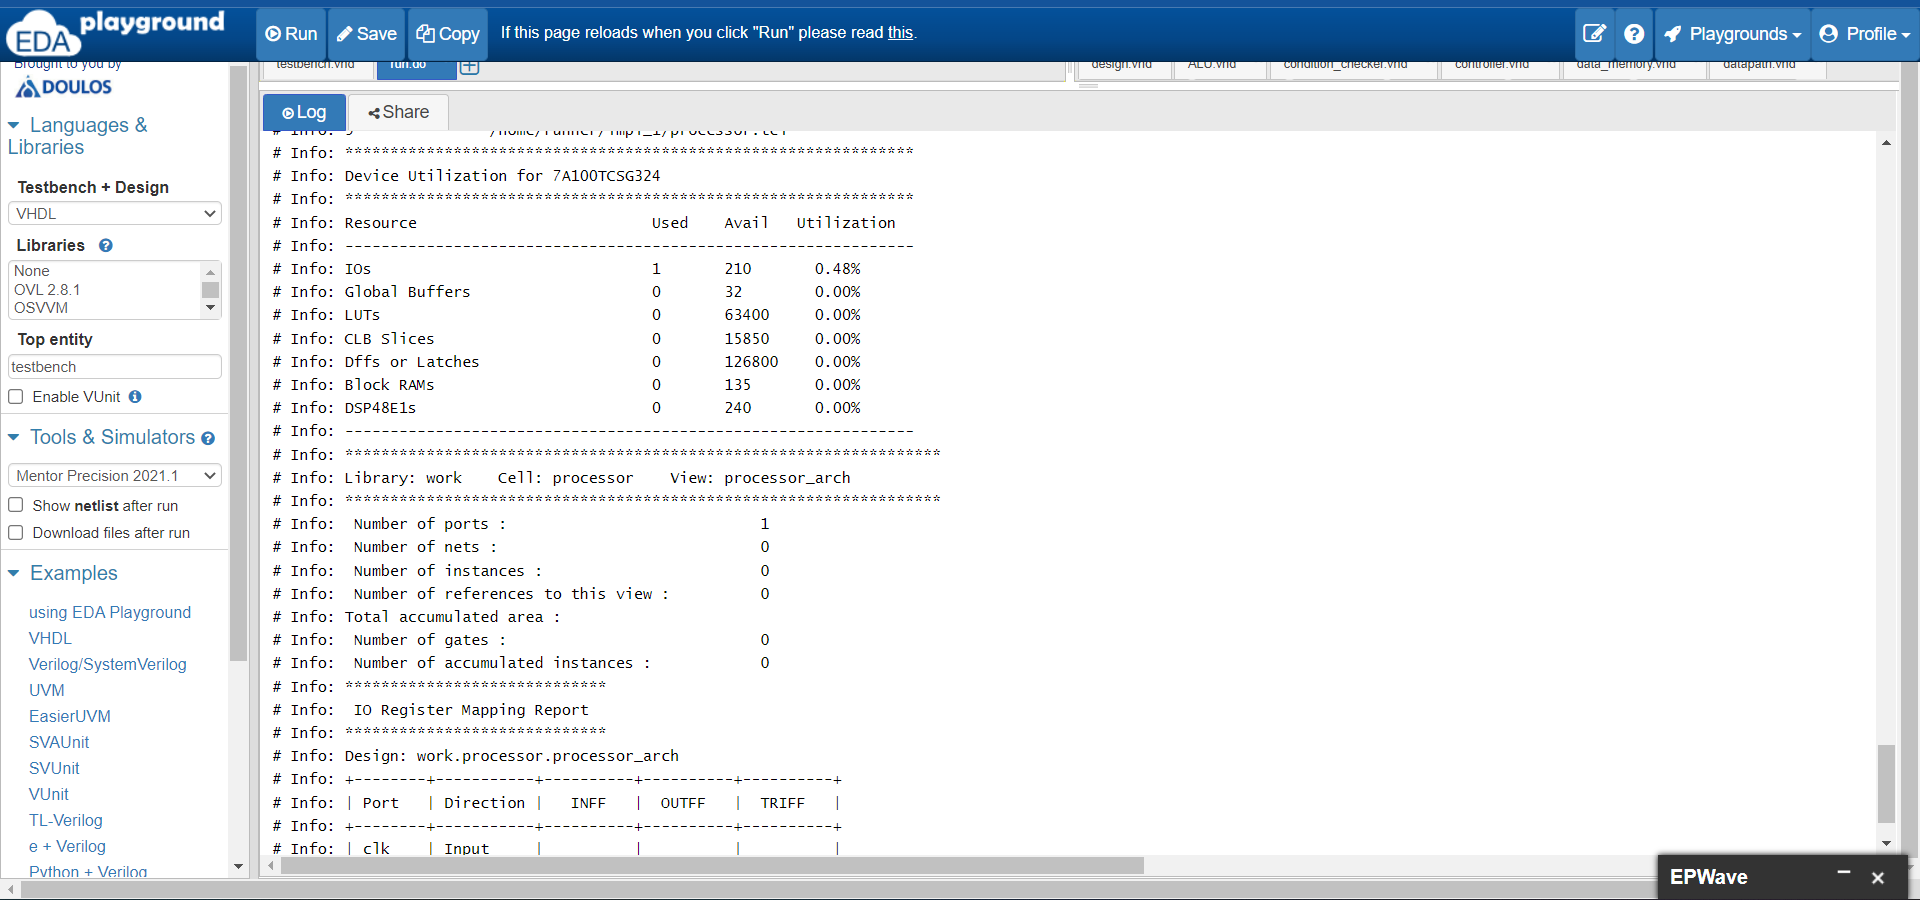 EDA playground
Run
Save
Copy
If this page reloads when you click "Run" please read this.
Playgrounds
Profile
Brought to you by
DOULOS
Languages & Libraries
Testbench + Design
VHDL
Libraries
None
OVL 2.8.1
OSVVM
Top entity
testbench
Enable VUnit
Tools & Simulators
Mentor Precision 2021.1
Show netlist after run
Download files after run
Examples
using EDA Playground
VHDL
Verilog/SystemVerilog
UVM
EasierUVM
SVAUnit
SVUnit
VUnit
TL-Verilog
e + Verilog
Python + Verilog
testbench.vhd
run.do
design.vhd
ALU.vhd
condition_checker.vhd
controller.vhd
data_memory.vhd
datapath.vhd
Log
Share
# Info: 9 /home/runner/impl_1/processor.tcl
# Info: ***************************************************************
# Info: Device Utilization for 7A100TCSG324
# Info: ***************************************************************
# Info: Resource Used Avail Utilization
# Info: ---------------------------------------------------------------
# Info: IOs 1 210 0.48%
# Info: Global Buffers 0 32 0.00%
# Info: LUTs 0 63400 0.00%
# Info: CLB Slices 0 15850 0.00%
# Info: Dffs or Latches 0 126800 0.00%
# Info: Block RAMs 0 135 0.00%
# Info: DSP48E1s 0 240 0.00%
# Info: ---------------------------------------------------------------
# Info: ******************************************************************
# Info: Library: work Cell: processor View: processor_arch
# Info: ******************************************************************
# Info: Number of ports : 1
# Info: Number of nets : 0
# Info: Number of instances : 0
# Info: Number of references to this view : 0
# Info: Total accumulated area :
# Info: Number of gates : 0
# Info: Number of accumulated instances : 0
# Info: *****************************
# Info: IO Register Mapping Report
# Info: *****************************
# Info: Design: work.processor.processor_arch
# Info: +--------+-----------+----------+----------+----------+
# Info: | Port | Direction | INFF | OUTFF | TRIFF |
# Info: +--------+-----------+----------+----------+----------+
# Info: | clk | Input | | | |
EPWave